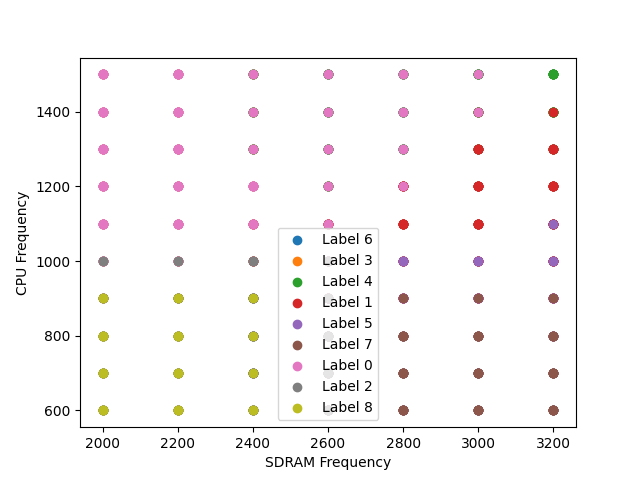 1400
1200
1000
800
600
CPU Frequency
2000 2200 2400 2600 2800 3000 3200
SDRAM Frequency
Label 6
Label 3
Label 4
Label 1
Label 5
Label 7
Label 0
Label 2
Label 8